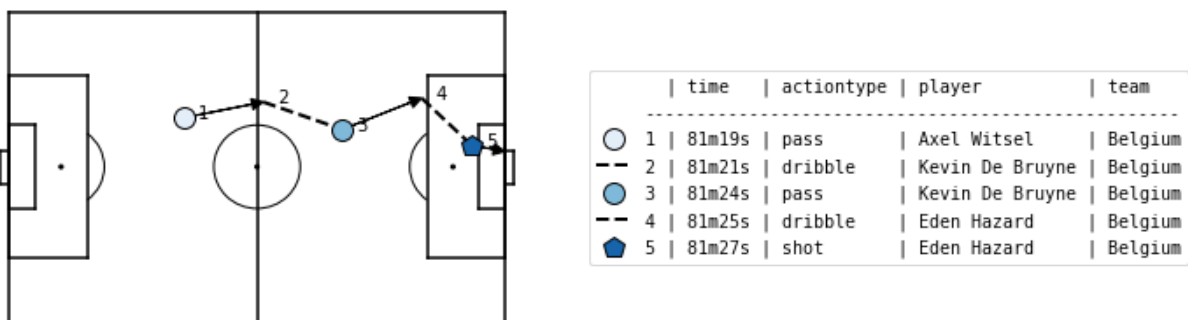 1
2
3
4
5
| time | actiontype | player | team
-----------------------------------------------------
1 | 81m19s | pass | Axel Witsel | Belgium
2 | 81m21s | dribble | Kevin De Bruyne | Belgium
3 | 81m24s | pass | Kevin De Bruyne | Belgium
4 | 81m25s | dribble | Eden Hazard | Belgium
5 | 81m27s | shot | Eden Hazard | Belgium